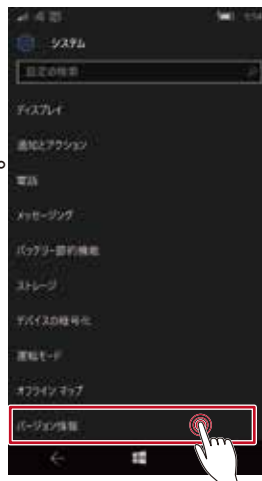 システム
設定の検索
ディスプレイ
通知とアクション
電話
メッセージング
バッテリー節約機能
ストレージ
デバイスの暗号化
運転モード
オフライン マップ
バージョン情報